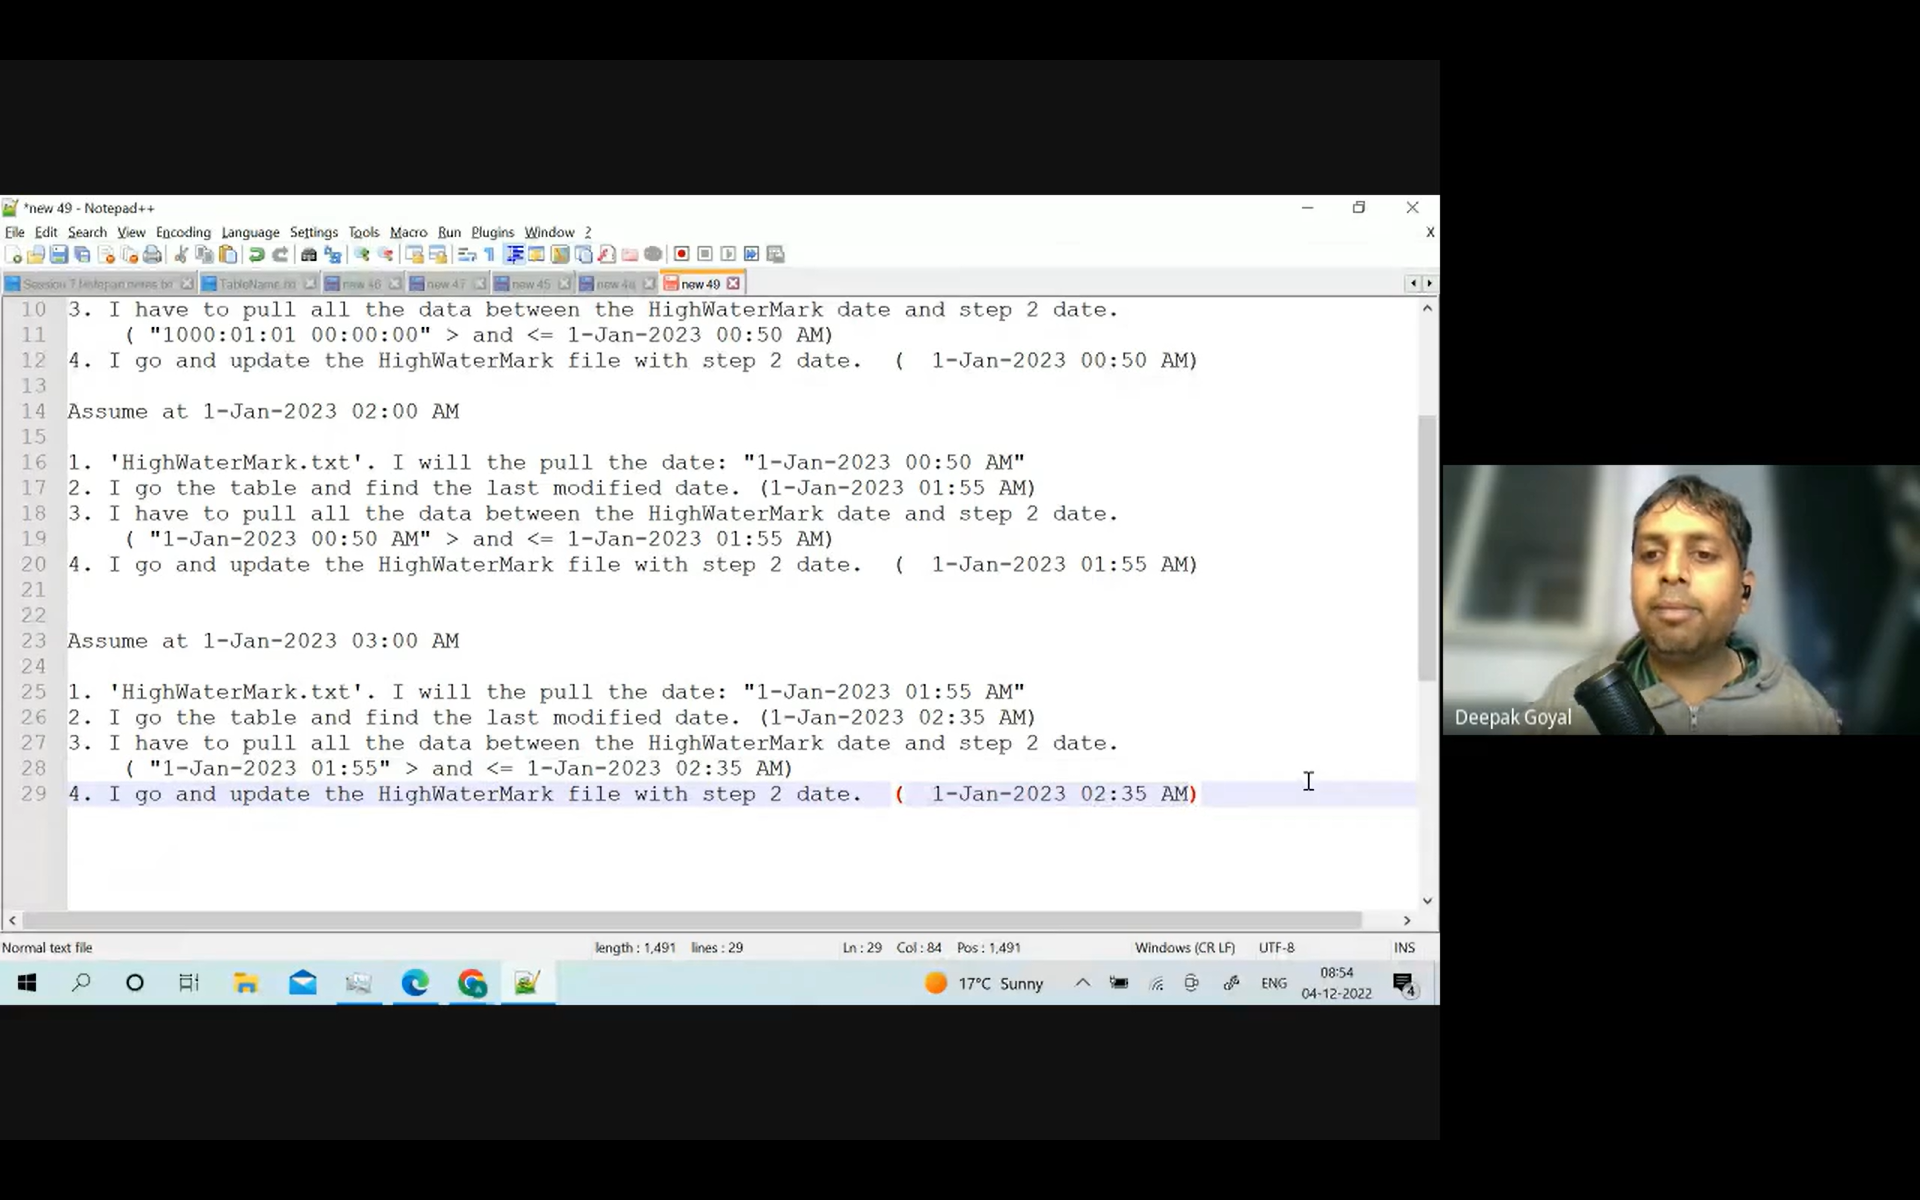 *new 49 - Notepad++
File Edit Search View Encoding Language Settings Tools Macro Run Plugins Window ?
X
TableName.txt new 46 new 47 new 45 new 48 new 49
10 3. I have to pull all the data between the HighWaterMark date and step 2 date.
11 ( "1000:01:01 00:00:00" > and <= 1-Jan-2023 00:50 AM)
12 4. I go and update the HighWaterMark file with step 2 date. ( 1-Jan-2023 00:50 AM)
13
14 Assume at 1-Jan-2023 02:00 AM
15
16 1. 'HighWaterMark.txt'. I will the pull the date: "1-Jan-2023 00:50 AM"
17 2. I go the table and find the last modified date. (1-Jan-2023 01:55 AM)
18 3. I have to pull all the data between the HighWaterMark date and step 2 date.
19 ( "1-Jan-2023 00:50 AM" > and <= 1-Jan-2023 01:55 AM)
20 4. I go and update the HighWaterMark file with step 2 date. ( 1-Jan-2023 01:55 AM)
21
22
23 Assume at 1-Jan-2023 03:00 AM
24
25 1. 'HighWaterMark.txt'. I will the pull the date: "1-Jan-2023 01:55 AM"
26 2. I go the table and find the last modified date. (1-Jan-2023 02:35 AM)
27 3. I have to pull all the data between the HighWaterMark date and step 2 date.
28 ( "1-Jan-2023 01:55" > and <= 1-Jan-2023 02:35 AM)
29 4. I go and update the HighWaterMark file with step 2 date. ( 1-Jan-2023 02:35 AM)
Deepak Goyal
Normal text file length : 1,491 lines : 29 Ln : 29 Col : 84 Pos : 1,491 Windows (CR LF) UTF-8 INS
17°C Sunny ENG 08:54
04-12-2022 4